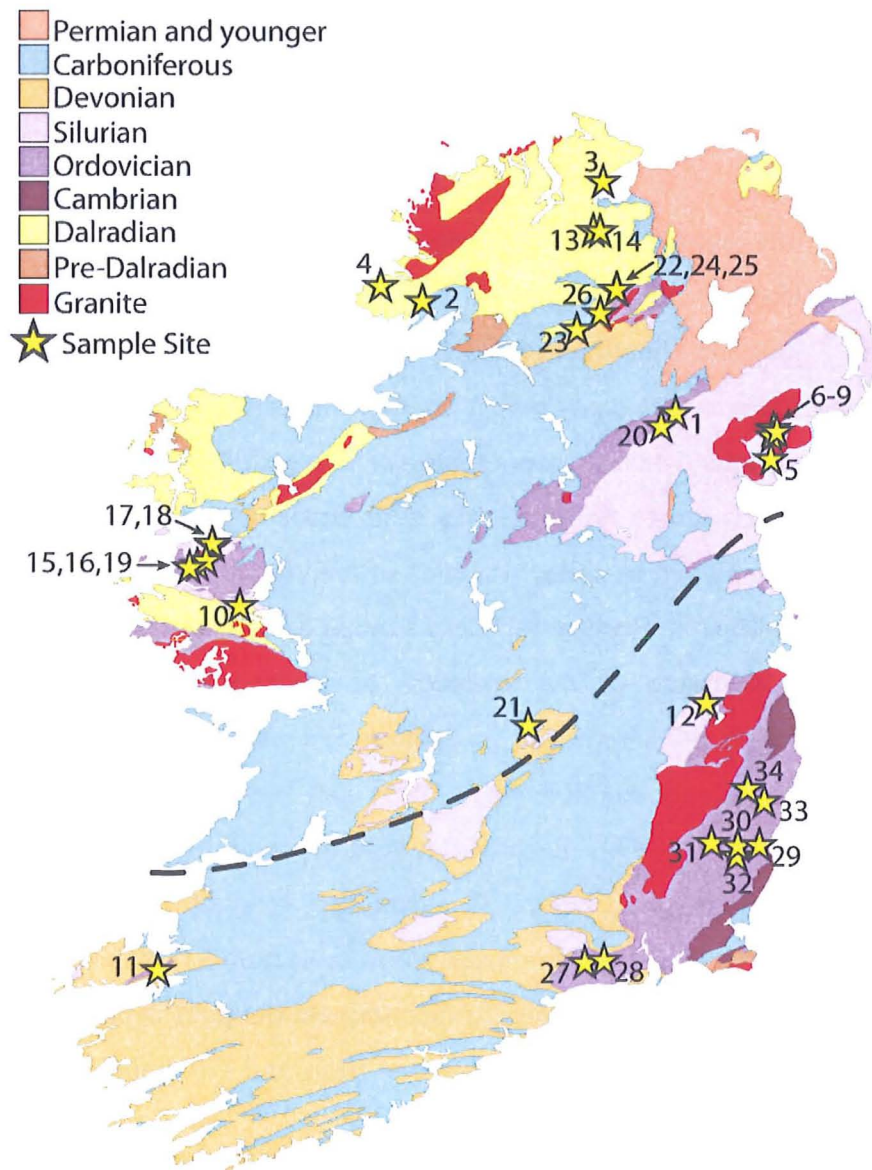 Permian and younger
Carboniferous
Devonian
Silurian
Ordovician
Cambrian
Dalradian
Pre-Dalradian
Granite
Sample Site
3
13
14
4
2
22,24,25
26
23
6-9
1
20
5
17,18
15,16,19
10
21
12
34
33
30
31
29
32
11
27
28